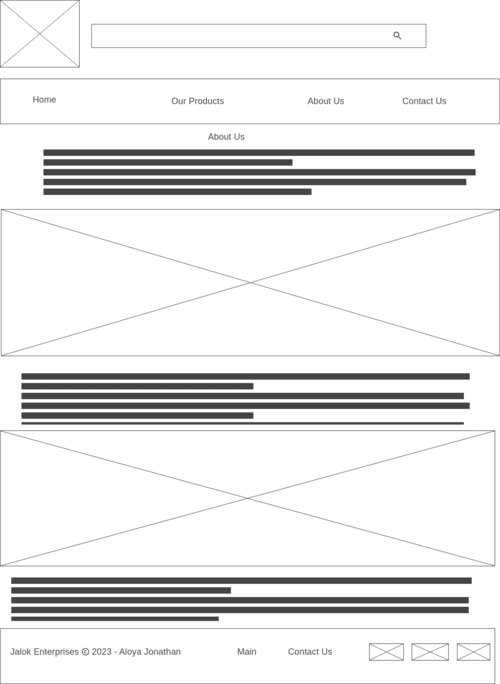 Home
Our Products
About Us
Contact Us
About Us
Jalok Enterprises © 2023 - Aloya Jonathan
Main
Contact Us